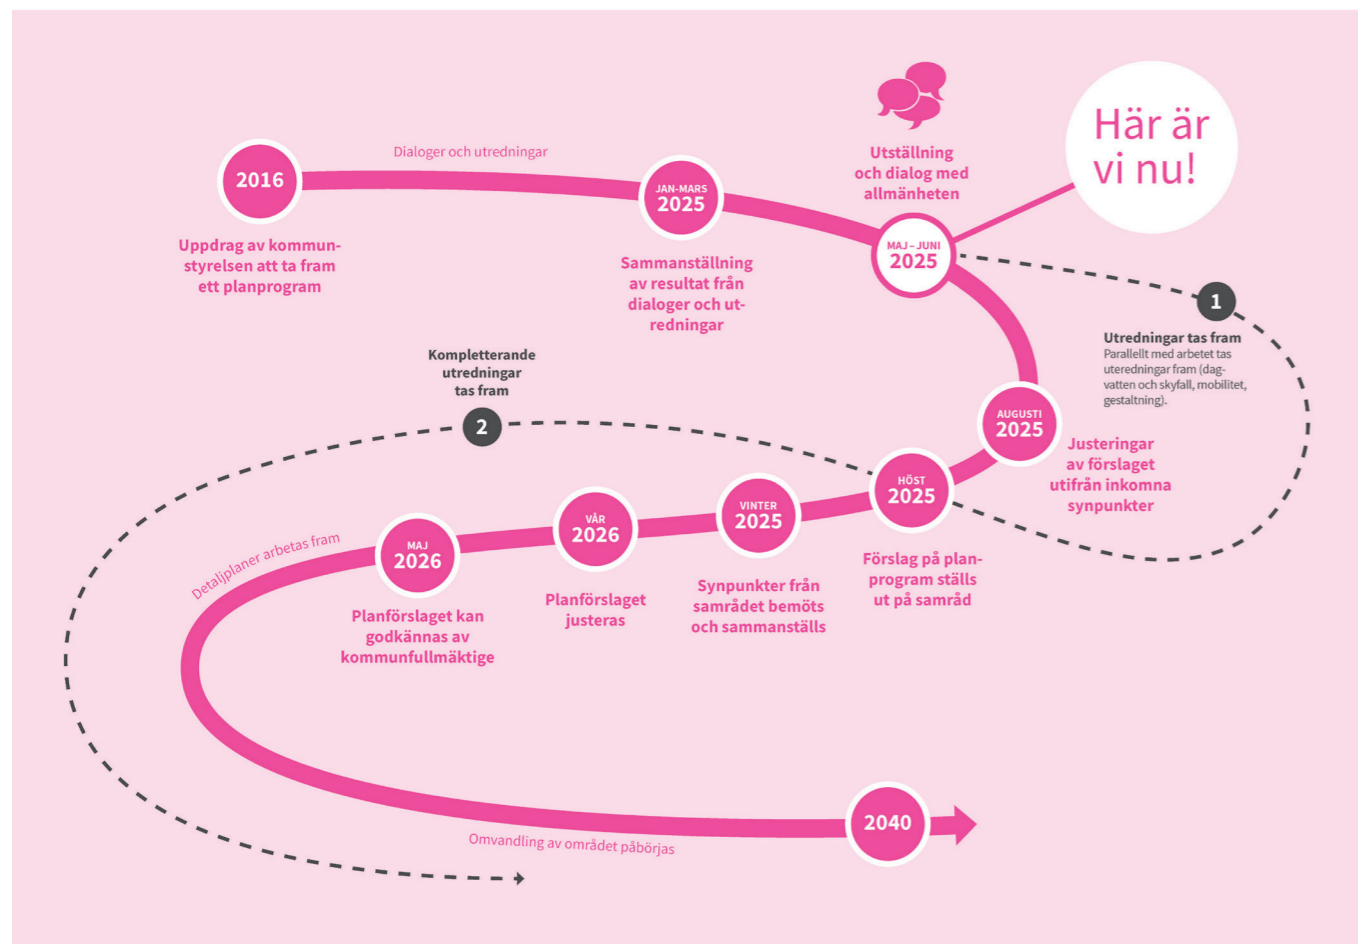 Dialoger och utredningar
2016
Uppdrag av kommun-
styrelsen att ta fram
ett planprogram
JAN-MARS
2025
Sammanställning
av resultat från
dialoger och ut-
redningar
Utställning
och dialog med
allmänheten
MAJ – JUNI
2025
Här är
vi nu!
1
Utredningar tas fram
Parallellt med arbetet tas
uteredningar fram (dag-
vatten och skyfall, mobilitet,
gestaltning).
AUGUSTI
2025
Justeringar
av förslaget
utifrån inkomna
synpunkter
HÖST
2025
Förslag på plan-
program ställs
ut på samråd
Kompletterande
utredningar
tas fram
2
VINTER
2025
Synpunkter från
samrådet bemöts
och sammanställs
VÅR
2026
Planförslaget
justeras
MAJ
2026
Planförslaget kan
godkännas av
kommunfullmäktige
Detaljplaner arbetas fram
Omvandling av området påbörjas
2040